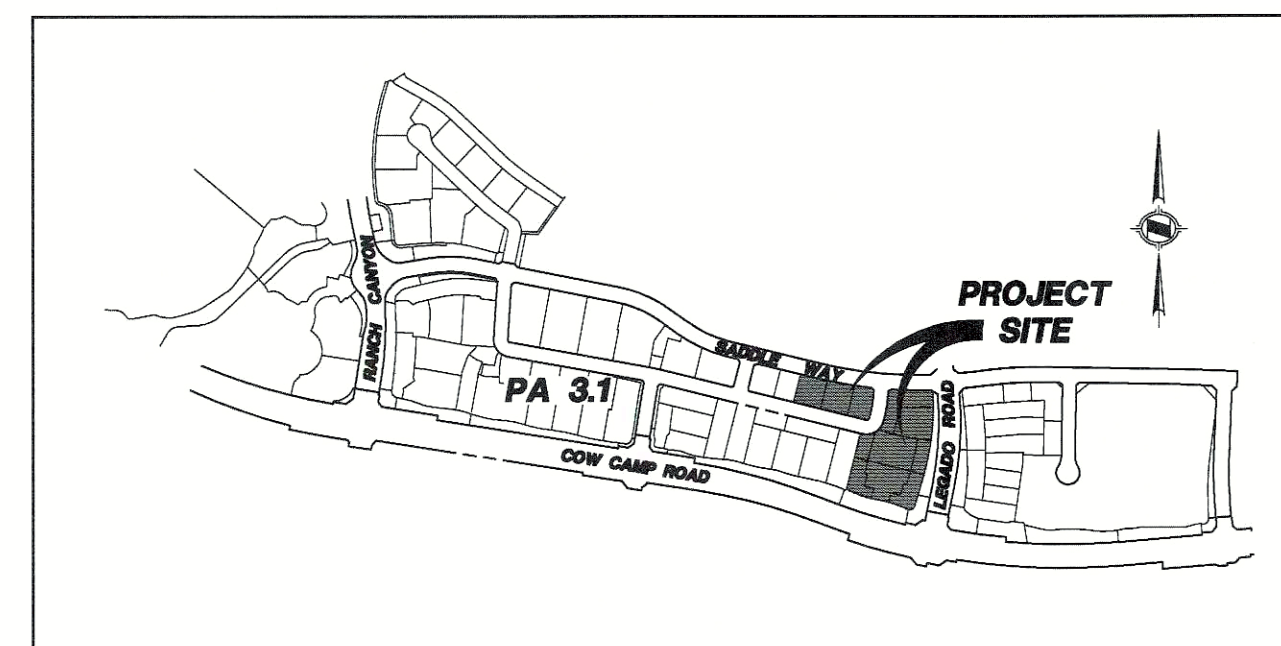 PROJECT
SITE
RANCH CANYON
SADDLE WAY
PA 3.1
LEGADO ROAD
COW CAMP ROAD